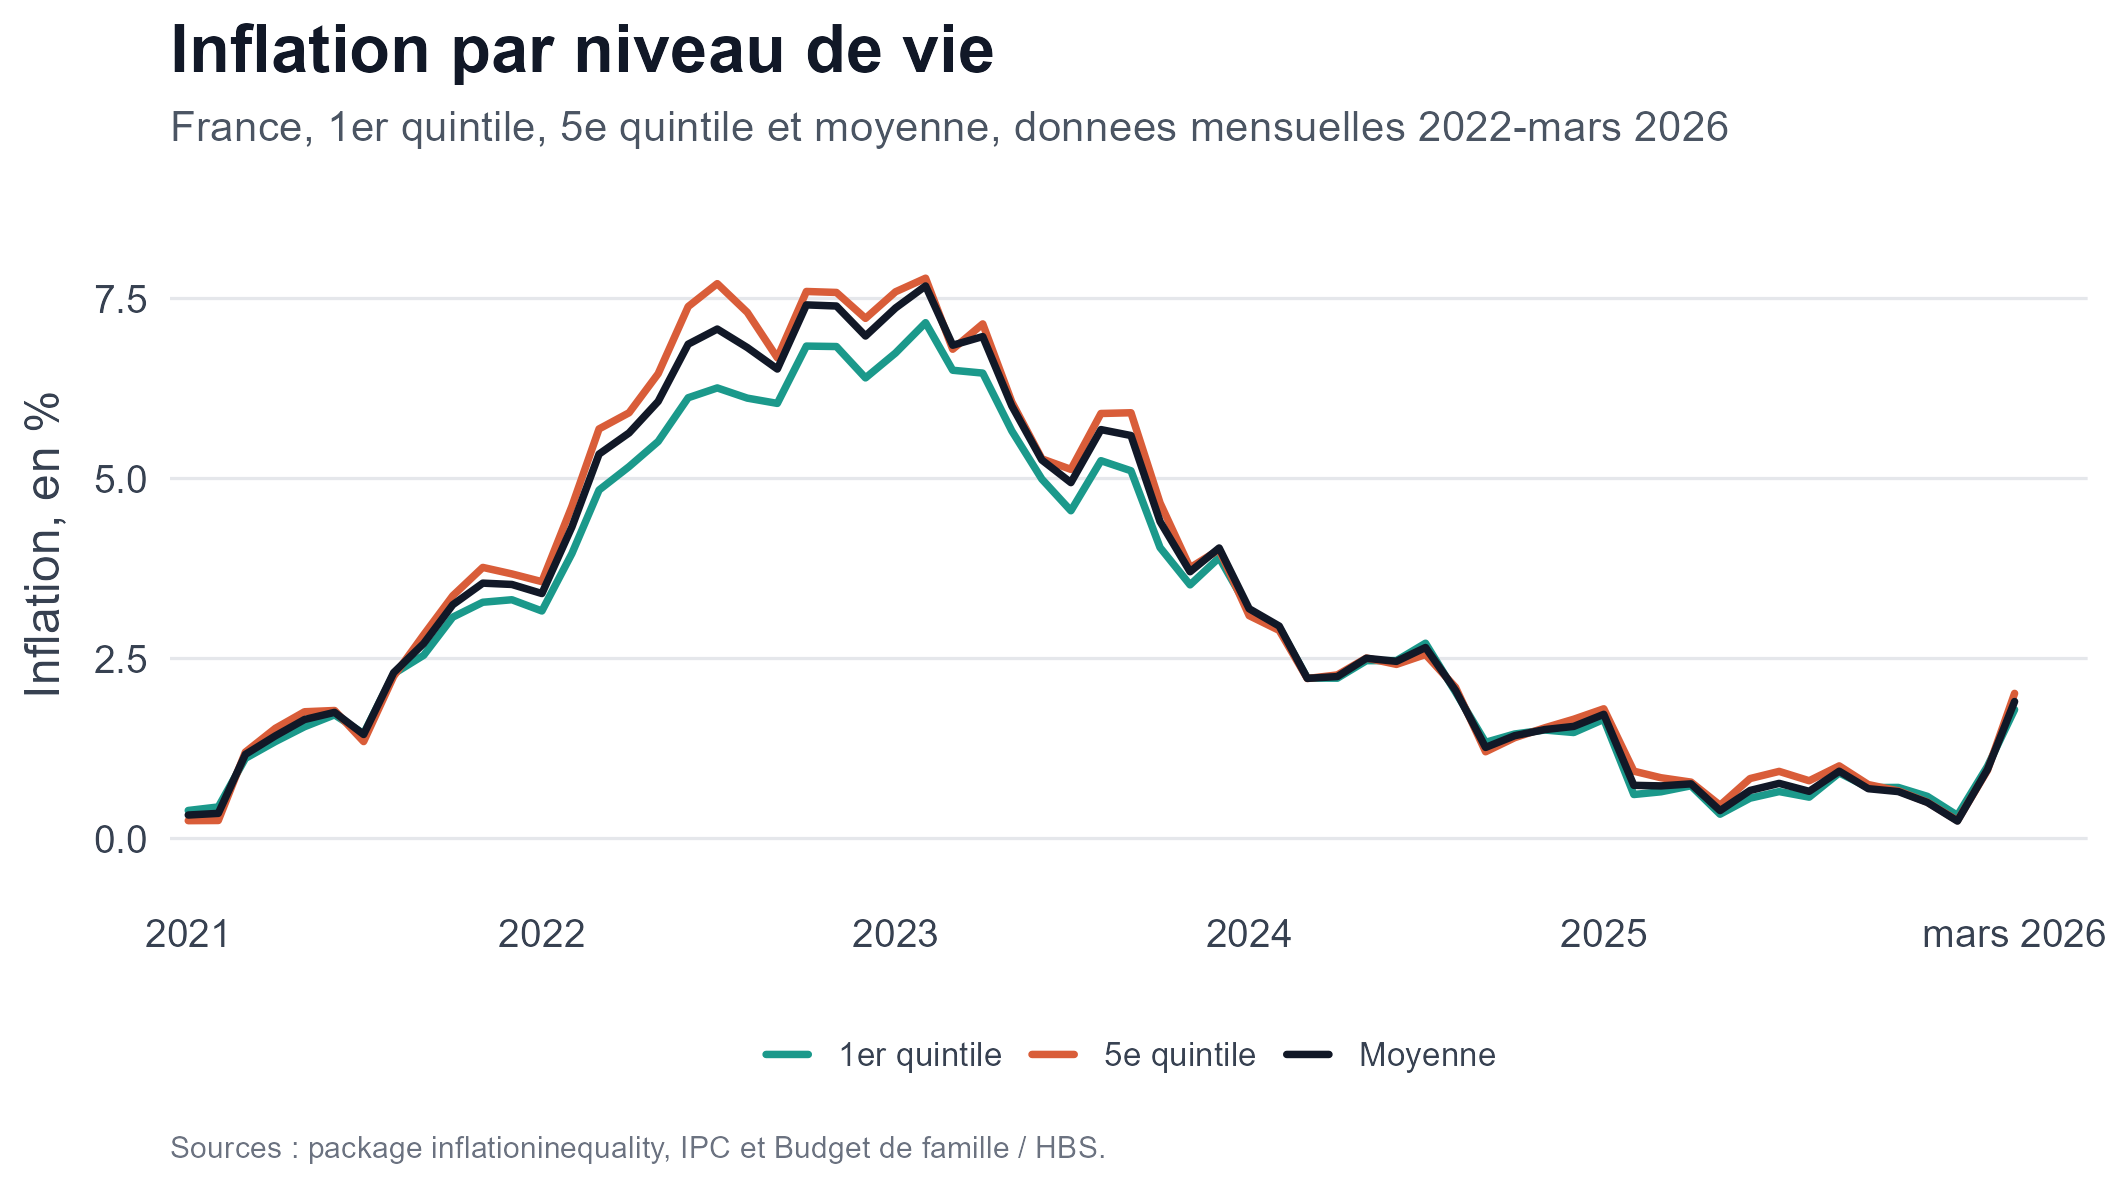 Inflation par niveau de vie
France, 1er quintile, 5e quintile et moyenne, donnees mensuelles 2022-mars 2026
Inflation, en %
7.5
5.0
2.5
0.0
2021 2022 2023 2024 2025 mars 2026
1er quintile 5e quintile Moyenne
Sources : package inflationinequality, IPC et Budget de famille / HBS.